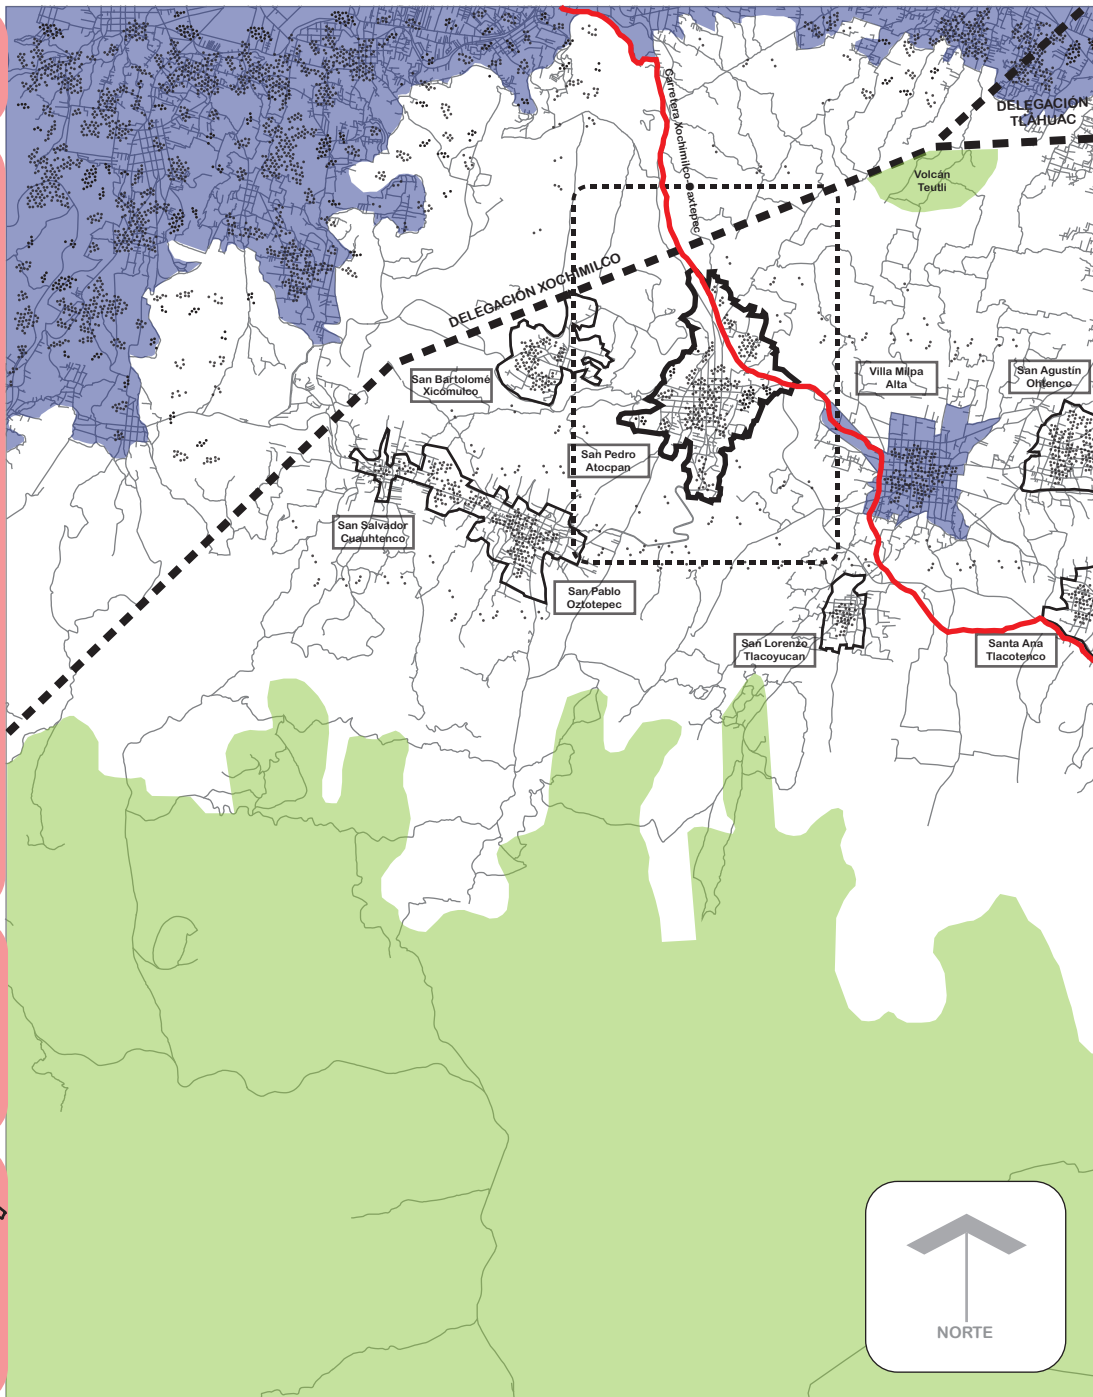 DELEGACIÓN
TLÁHUAC
Carretera Xochimilco-Oaxtepec
Volcán
Teutli
DELEGACIÓN XOCHIMILCO
San Bartolomé
Xicomulco
Villa Milpa
Alta
San Agustín
Ohtenco
San Pedro
Atocpan
San Salvador
Cuauhtenco
San Pablo
Oztotepec
San Lorenzo
Tlacoyucan
Santa Ana
Tlacotenco
NORTE